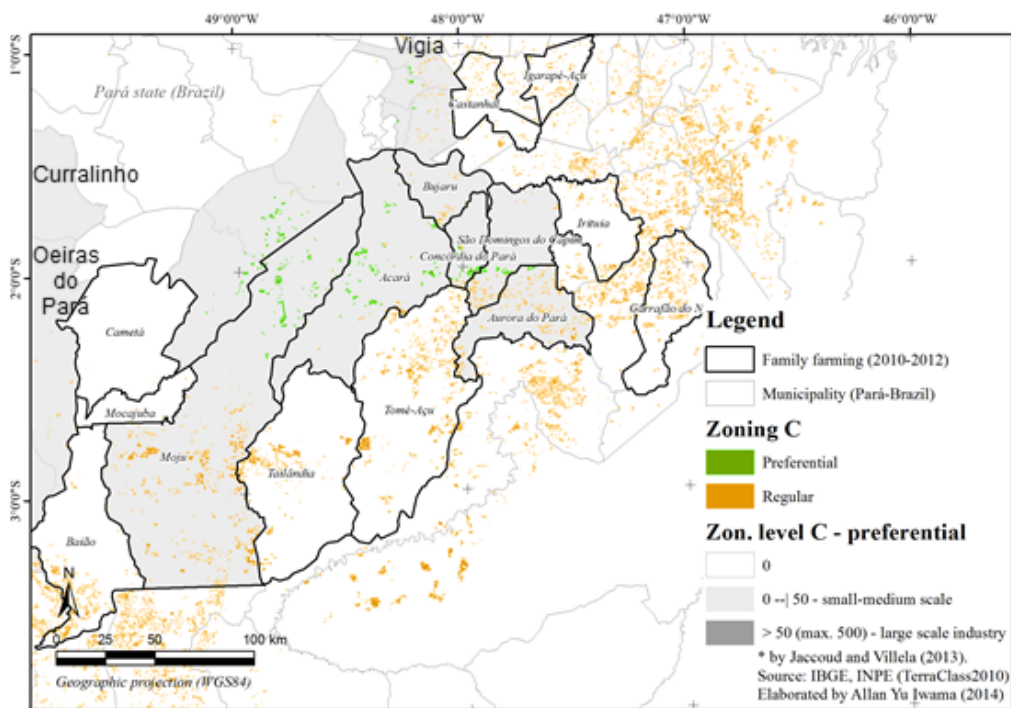 49°0'0"W
48°0'0"W
47°0'0"W
46°0'0"W
1°0'0"S
2°0'0"S
3°0'0"S
Vigia
Pará state (Brazil)
Igarapé-Açu
Castanhal
Curralinho
Bujaru
Oeiras
do
Pará
São Domingos do Capim
Irituia
Concórdia do Pará
Acará
Cametá
Aurora do Pará
Garrafão do N
Mocajuba
Tomé-Açu
Moju
Tailândia
Baião
N
0 25 50 100 km
Geographic projection (WGS84)
Legend
Family farming (2010-2012)
Municipality (Pará-Brazil)
Zoning C
Preferential
Regular
Zon. level C - preferential
0
0 --| 50 - small-medium scale
> 50 (max. 500) - large scale industry
* by Jaccoud and Villela (2013).
Source: IBGE, INPE (TerraClass2010)
Elaborated by Allan Yu Iwama (2014)